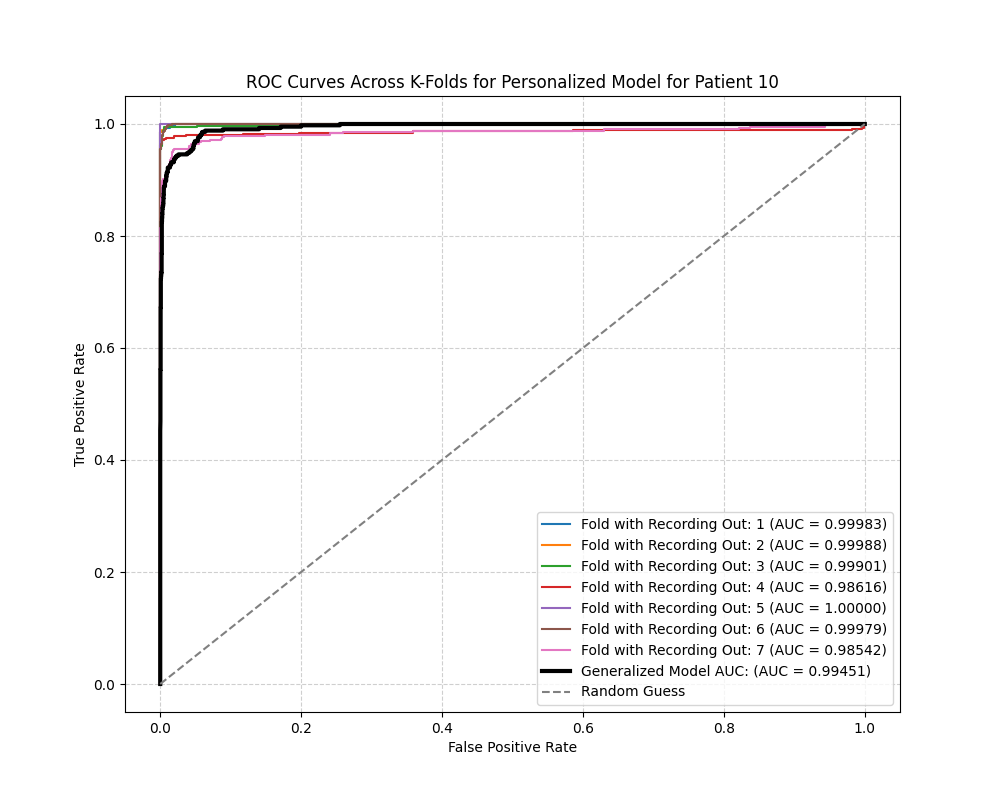 ROC Curves Across K-Folds for Personalized Model for Patient 10
True Positive Rate
1.0
0.8
0.6
0.4
0.2
0.0
Fold with Recording Out: 1 (AUC = 0.99983)
Fold with Recording Out: 2 (AUC = 0.99988)
Fold with Recording Out: 3 (AUC = 0.99901)
Fold with Recording Out: 4 (AUC = 0.98616)
Fold with Recording Out: 5 (AUC = 1.00000)
Fold with Recording Out: 6 (AUC = 0.99979)
Fold with Recording Out: 7 (AUC = 0.98542)
Generalized Model AUC: (AUC = 0.99451)
Random Guess
0.0 0.2 0.4 0.6 0.8 1.0
False Positive Rate